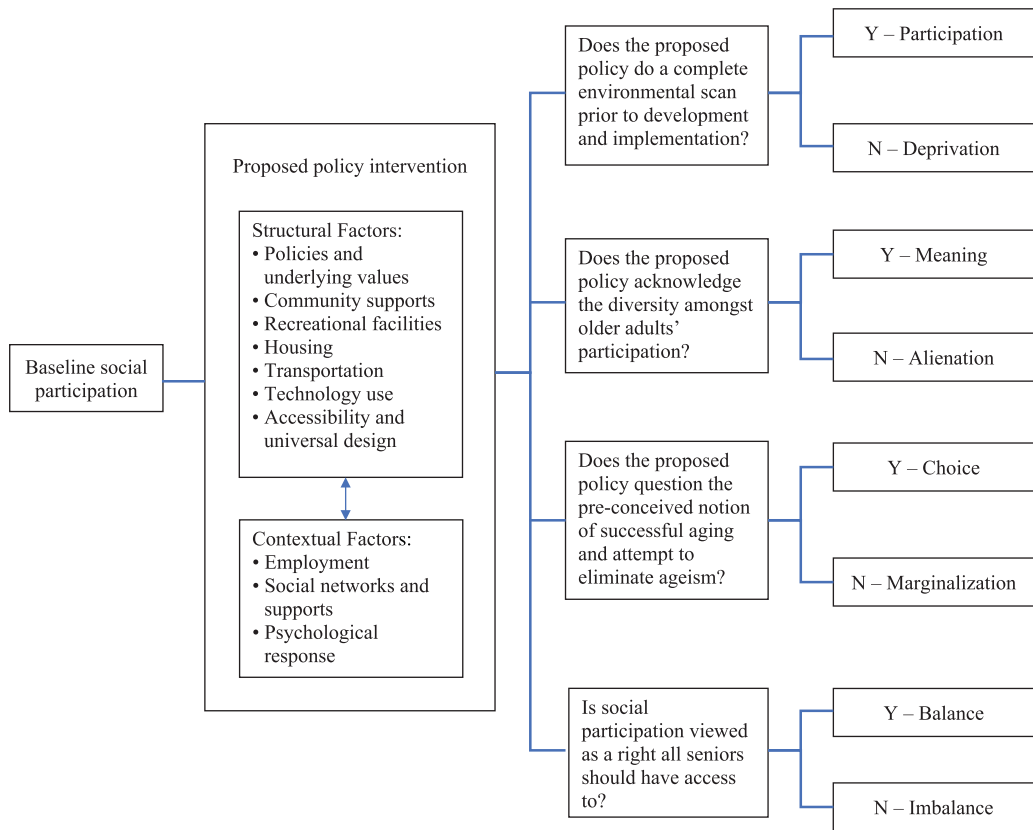 Baseline social
participation
Proposed policy intervention
Structural Factors:
• Policies and
underlying values
• Community supports
• Recreational facilities
• Housing
• Transportation
• Technology use
• Accessibility and
universal design
Contextual Factors:
• Employment
• Social networks and
supports
• Psychological
response
Does the proposed
policy do a complete
environmental scan
prior to development
and implementation?
Y – Participation
N – Deprivation
Does the proposed
policy acknowledge
the diversity amongst
older adults’
participation?
Y – Meaning
N – Alienation
Does the proposed
policy question the
pre-conceived notion
of successful aging
and attempt to
eliminate ageism?
Y – Choice
N – Marginalization
Is social
participation viewed
as a right all seniors
should have access
to?
Y – Balance
N – Imbalance